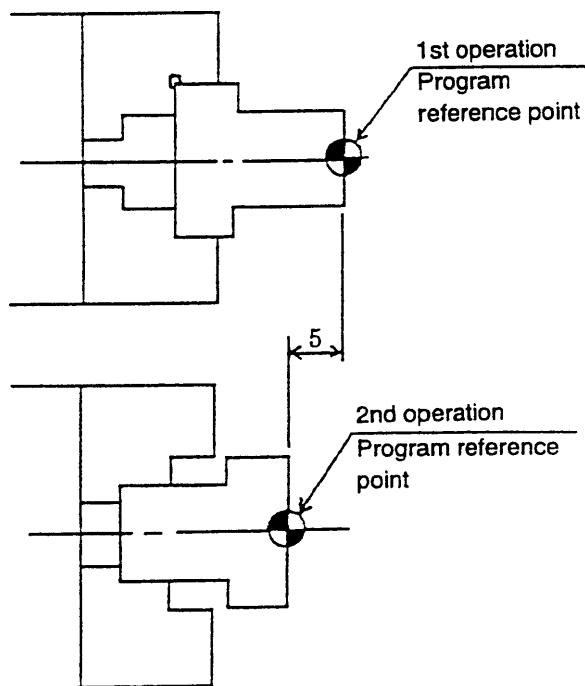 1st operation
Program
reference point
5
2nd operation
Program reference
point